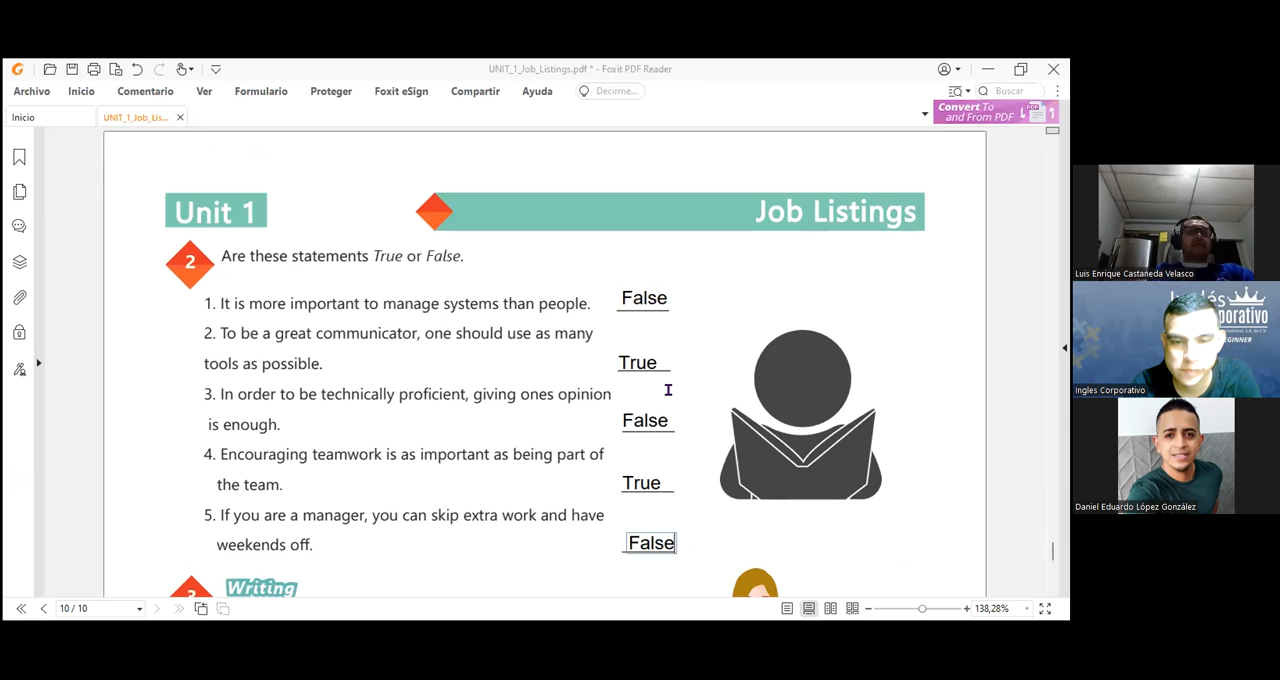 UNIT_1_Job_Listings.pdf * - Foxit PDF Reader
Archivo Inicio Comentario Ver Formulario Proteger Foxit eSign Compartir Ayuda Decirme... Buscar
Inicio UNIT_1_Job_Lis... Convert To
and From PDF
PDF
Unit 1 Job Listings
2 Are these statements True or False.
1. It is more important to manage systems than people. False
2. To be a great communicator, one should use as many
tools as possible. True
3. In order to be technically proficient, giving ones opinion
is enough. False
4. Encouraging teamwork is as important as being part of
the team. True
5. If you are a manager, you can skip extra work and have
weekends off. False
3 Writing
10 / 10 138,28%
Luis Enrique Castaneda Velasco
Ingles Corporativo
Daniel Eduardo López González